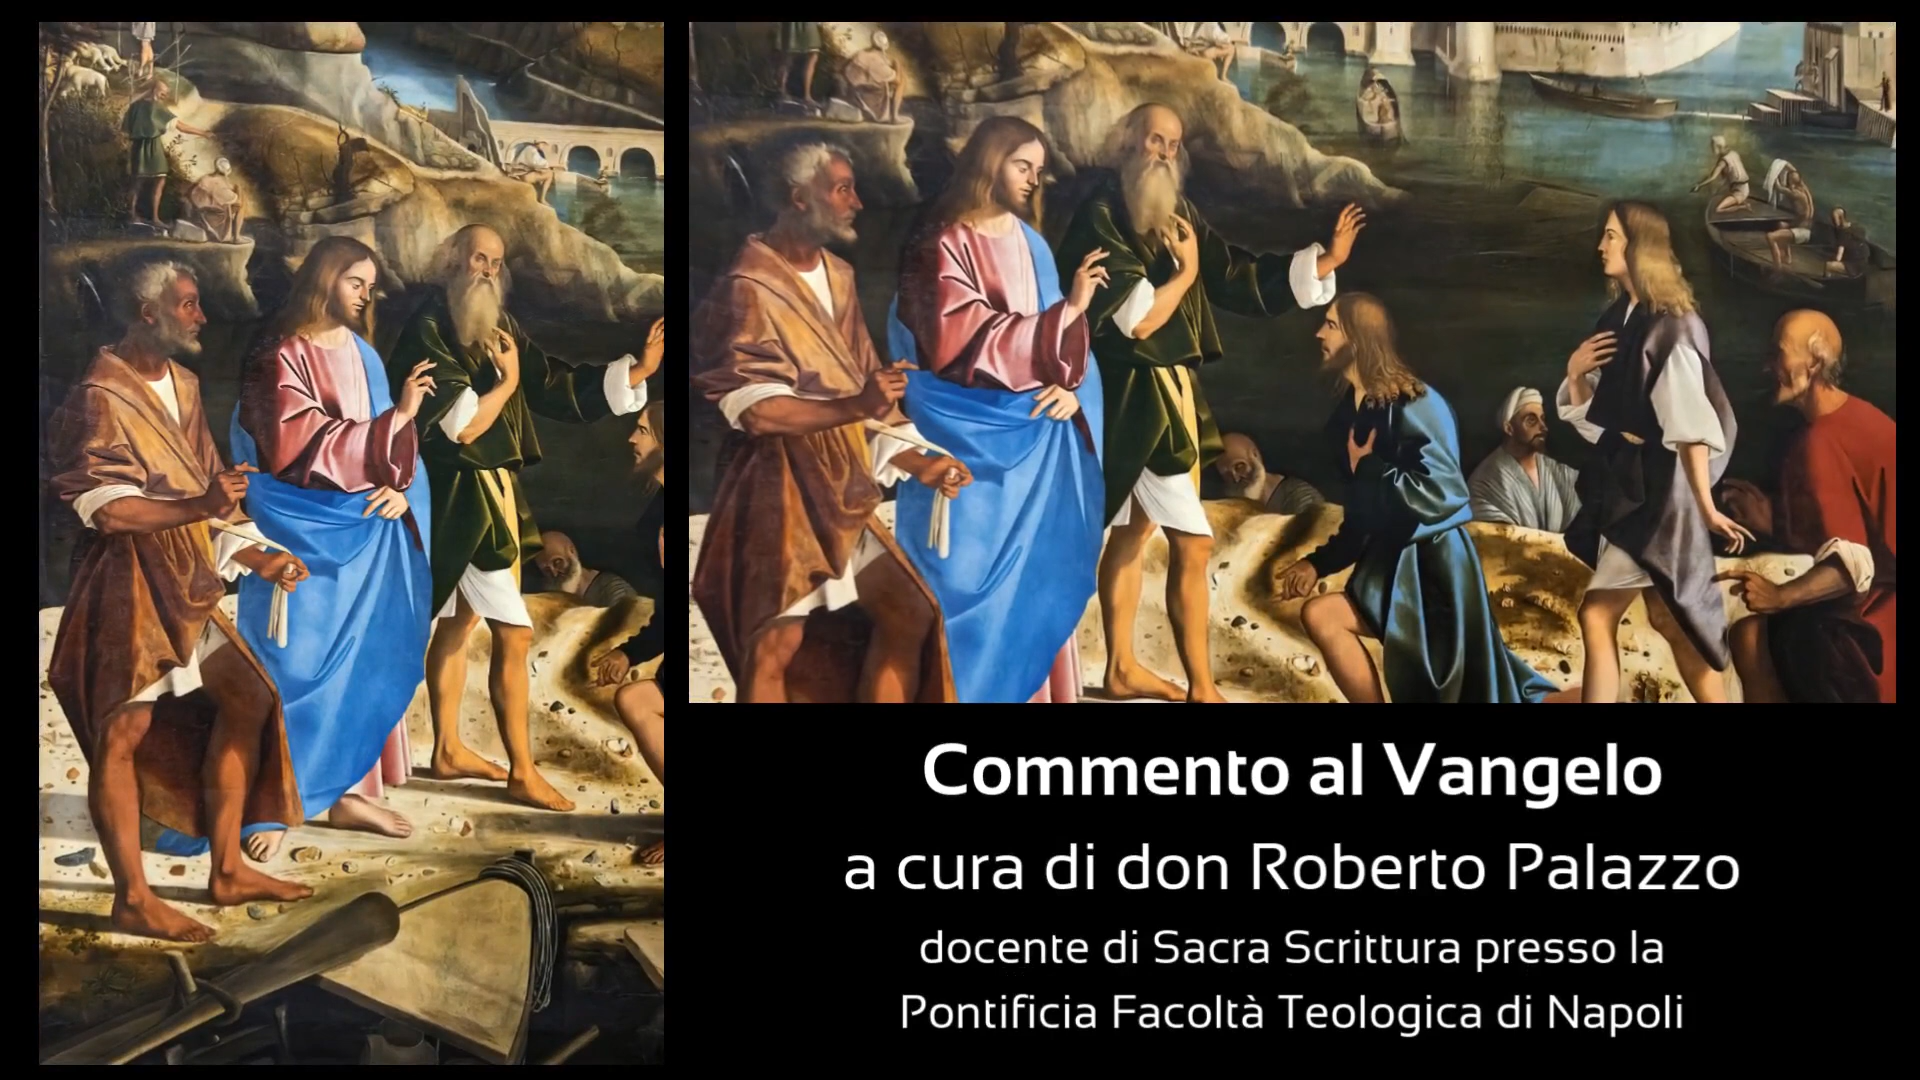 Commento al Vangelo
a cura di don Roberto Palazzo
docente di Sacra Scrittura presso la
Pontificia Facoltà Teologica di Napoli